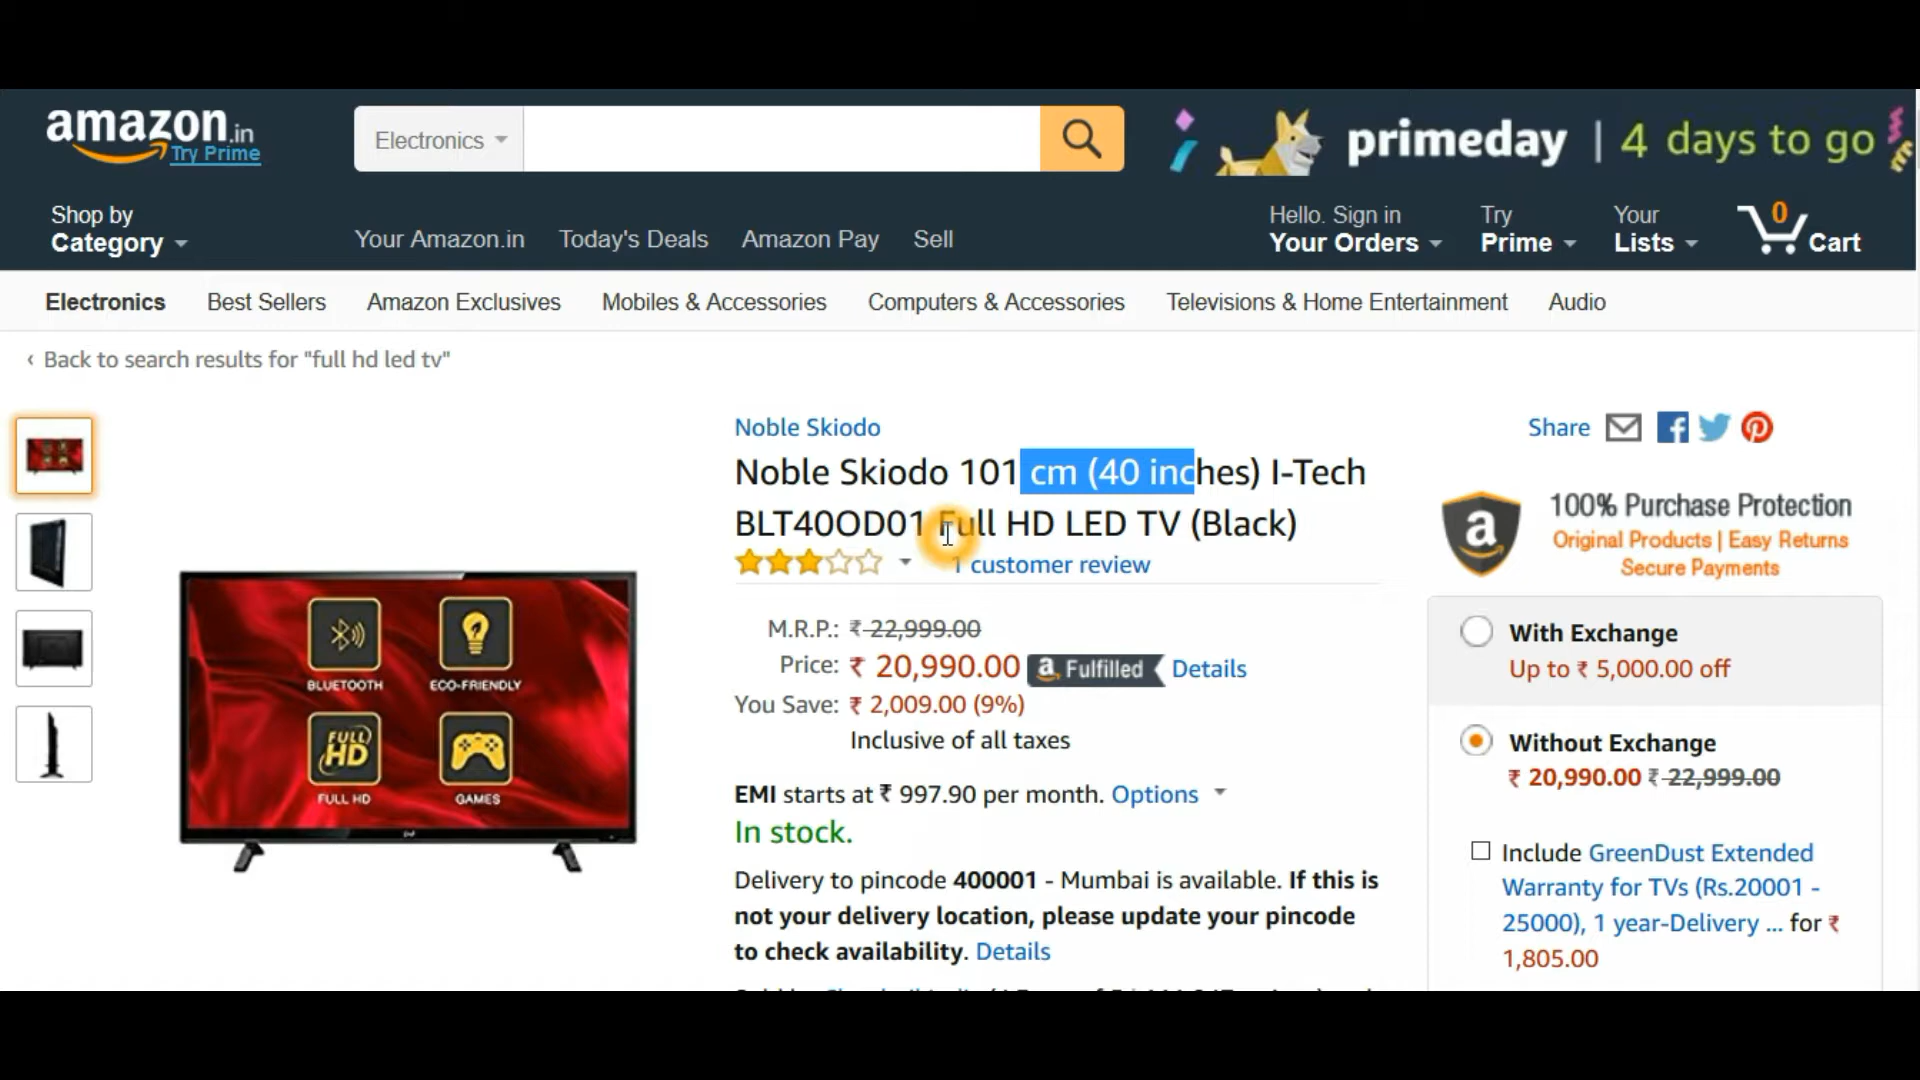 amazon.in
Try Prime
Electronics
primeday | 4 days to go
Shop by
Category
Your Amazon.in
Today's Deals
Amazon Pay
Sell
Hello. Sign in
Your Orders
Try
Prime
Your
Lists
0
Cart
Electronics
Best Sellers
Amazon Exclusives
Mobiles & Accessories
Computers & Accessories
Televisions & Home Entertainment
Audio
‹ Back to search results for "full hd led tv"
BLUETOOTH
ECO-FRIENDLY
FULL HD
FULL HD
GAMES
Noble Skiodo
Noble Skiodo 101 cm (40 inches) I-Tech
BLT40OD01 Full HD LED TV (Black)
1 customer review
M.R.P.: ₹ 22,999.00
Price: ₹ 20,990.00 a Fulfilled Details
You Save: ₹ 2,009.00 (9%)
Inclusive of all taxes
EMI starts at ₹ 997.90 per month. Options
In stock.
Delivery to pincode 400001 - Mumbai is available. If this is
not your delivery location, please update your pincode
to check availability. Details
Share
a
100% Purchase Protection
Original Products | Easy Returns
Secure Payments
With Exchange
Up to ₹ 5,000.00 off
Without Exchange
₹ 20,990.00 ₹ 22,999.00
Include GreenDust Extended
Warranty for TVs (Rs.20001 -
25000), 1 year-Delivery ... for ₹
1,805.00